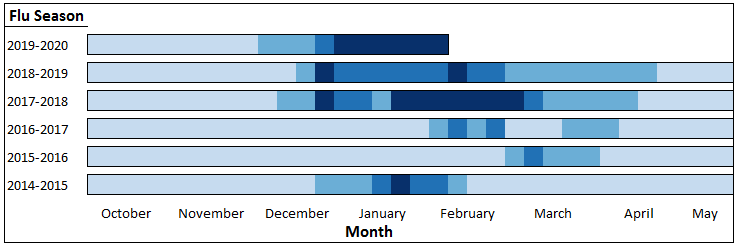 Flu Season
2019-2020
2018-2019
2017-2018
2016-2017
2015-2016
2014-2015
October November December January February March April May
Month